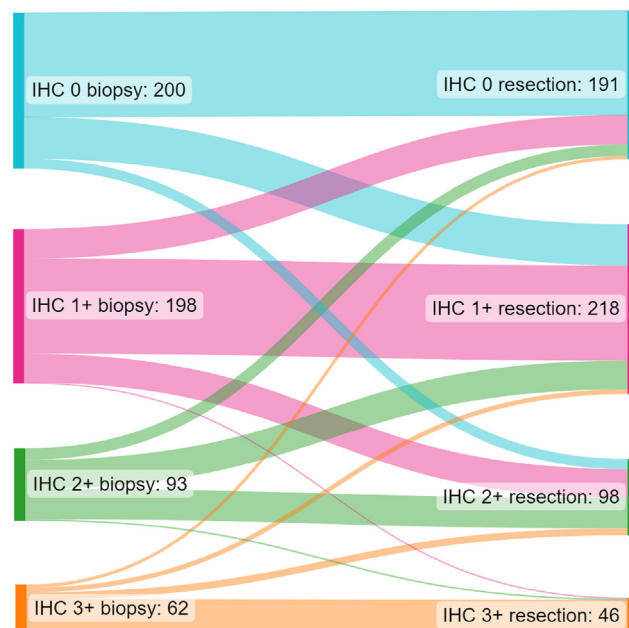 IHC 0 biopsy: 200
IHC 0 resection: 191
IHC 1+ biopsy: 198
IHC 1+ resection: 218
IHC 2+ biopsy: 93
IHC 2+ resection: 98
IHC 3+ biopsy: 62
IHC 3+ resection: 46